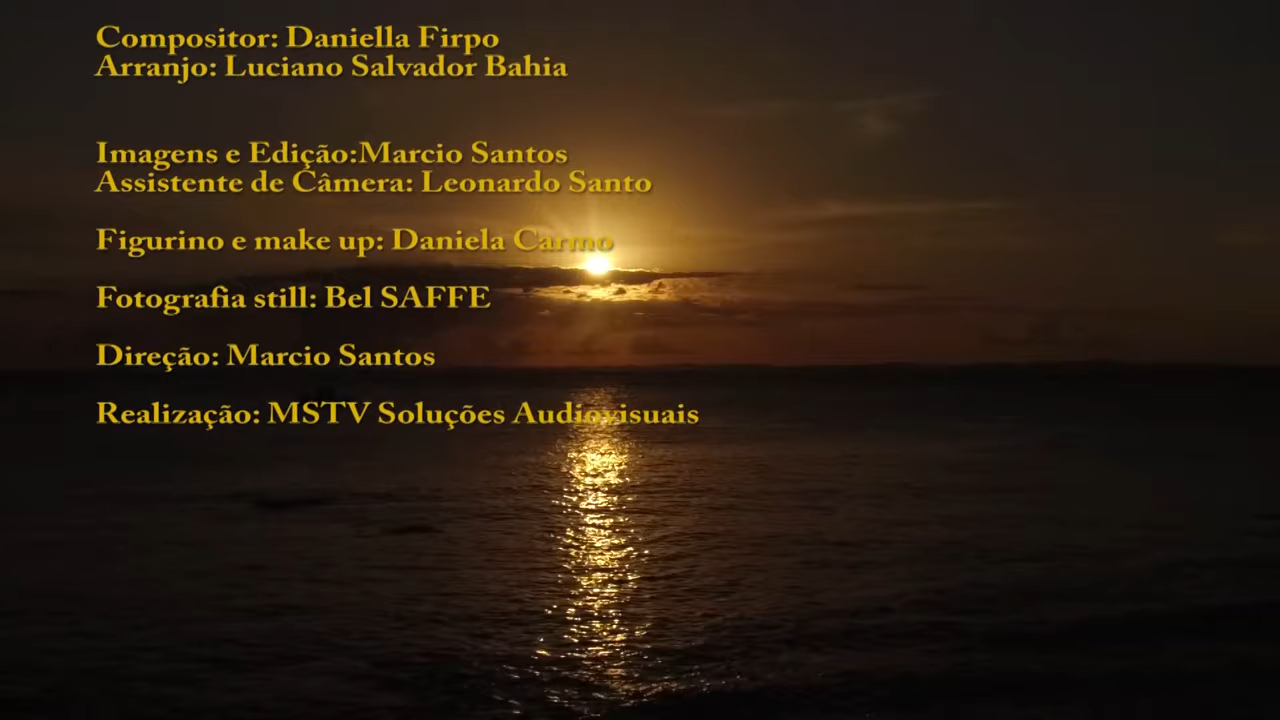 Compositor: Daniella Firpo
Arranjo: Luciano Salvador Bahia
Imagens e Edição:Marcio Santos
Assistente de Câmera: Leonardo Santo
Figurino e make up: Daniela Carmo
Fotografia still: Bel SAFFE
Direção: Marcio Santos
Realização: MSTV Soluções Audiovisuais